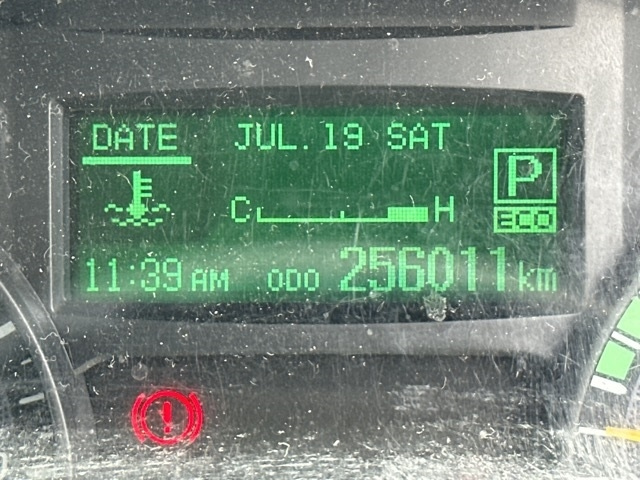 DATE JUL.19 SAT
P
C H
ECO
11:39 AM ODO 256011 km